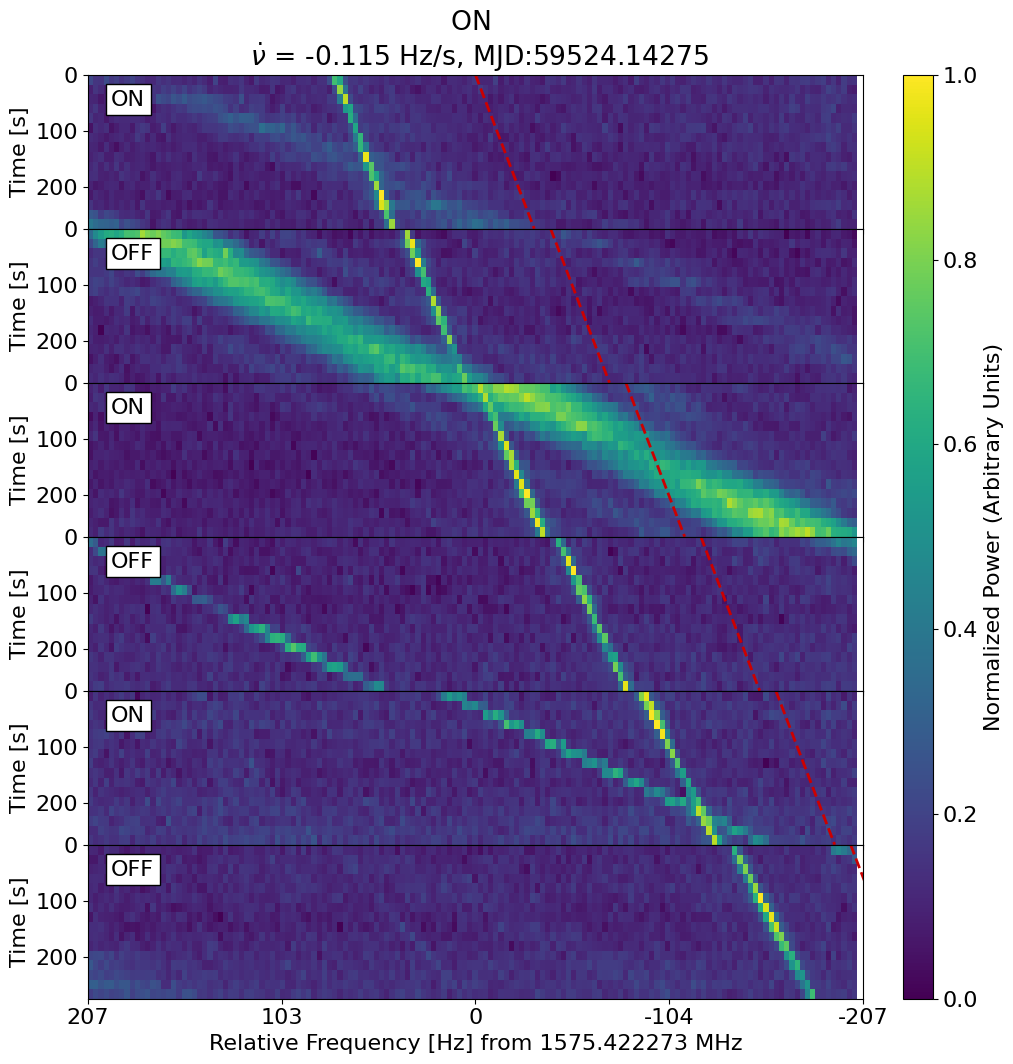 ON
ν̇ = -0.115 Hz/s, MJD:59524.14275
0
ON
100
200
Time [s]
0
OFF
100
200
Time [s]
0
ON
100
200
Time [s]
0
OFF
100
200
Time [s]
0
ON
100
200
Time [s]
0
OFF
100
200
Time [s]
207 103 0 -104 -207
Relative Frequency [Hz] from 1575.422273 MHz
1.0
0.8
0.6
0.4
0.2
0.0
Normalized Power (Arbitrary Units)